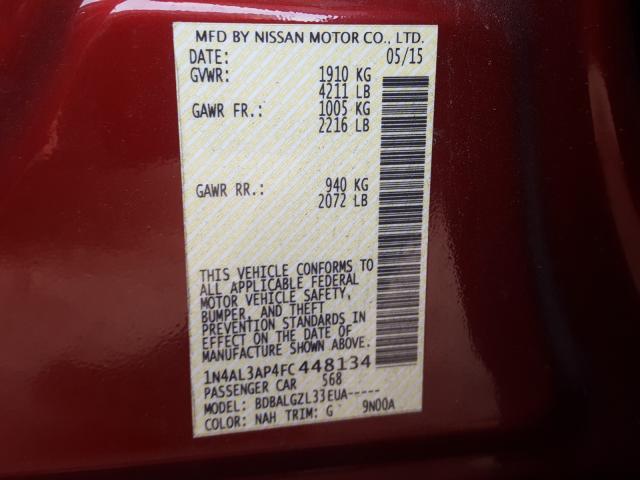 MFD BY NISSAN MOTOR CO., LTD.
DATE: 05/15
GVWR: 1910 KG
4211 LB
GAWR FR.: 1005 KG
2216 LB
GAWR RR.: 940 KG
2072 LB
THIS VEHICLE CONFORMS TO
ALL APPLICABLE FEDERAL
MOTOR VEHICLE SAFETY,
BUMPER, AND THEFT
PREVENTION STANDARDS IN
EFFECT ON THE DATE OF
MANUFACTURE SHOWN ABOVE.
1N4AL3AP4FC448134
PASSENGER CAR 568
MODEL: BDBALGZL33EUA-----
COLOR: NAH TRIM: G 9N00A